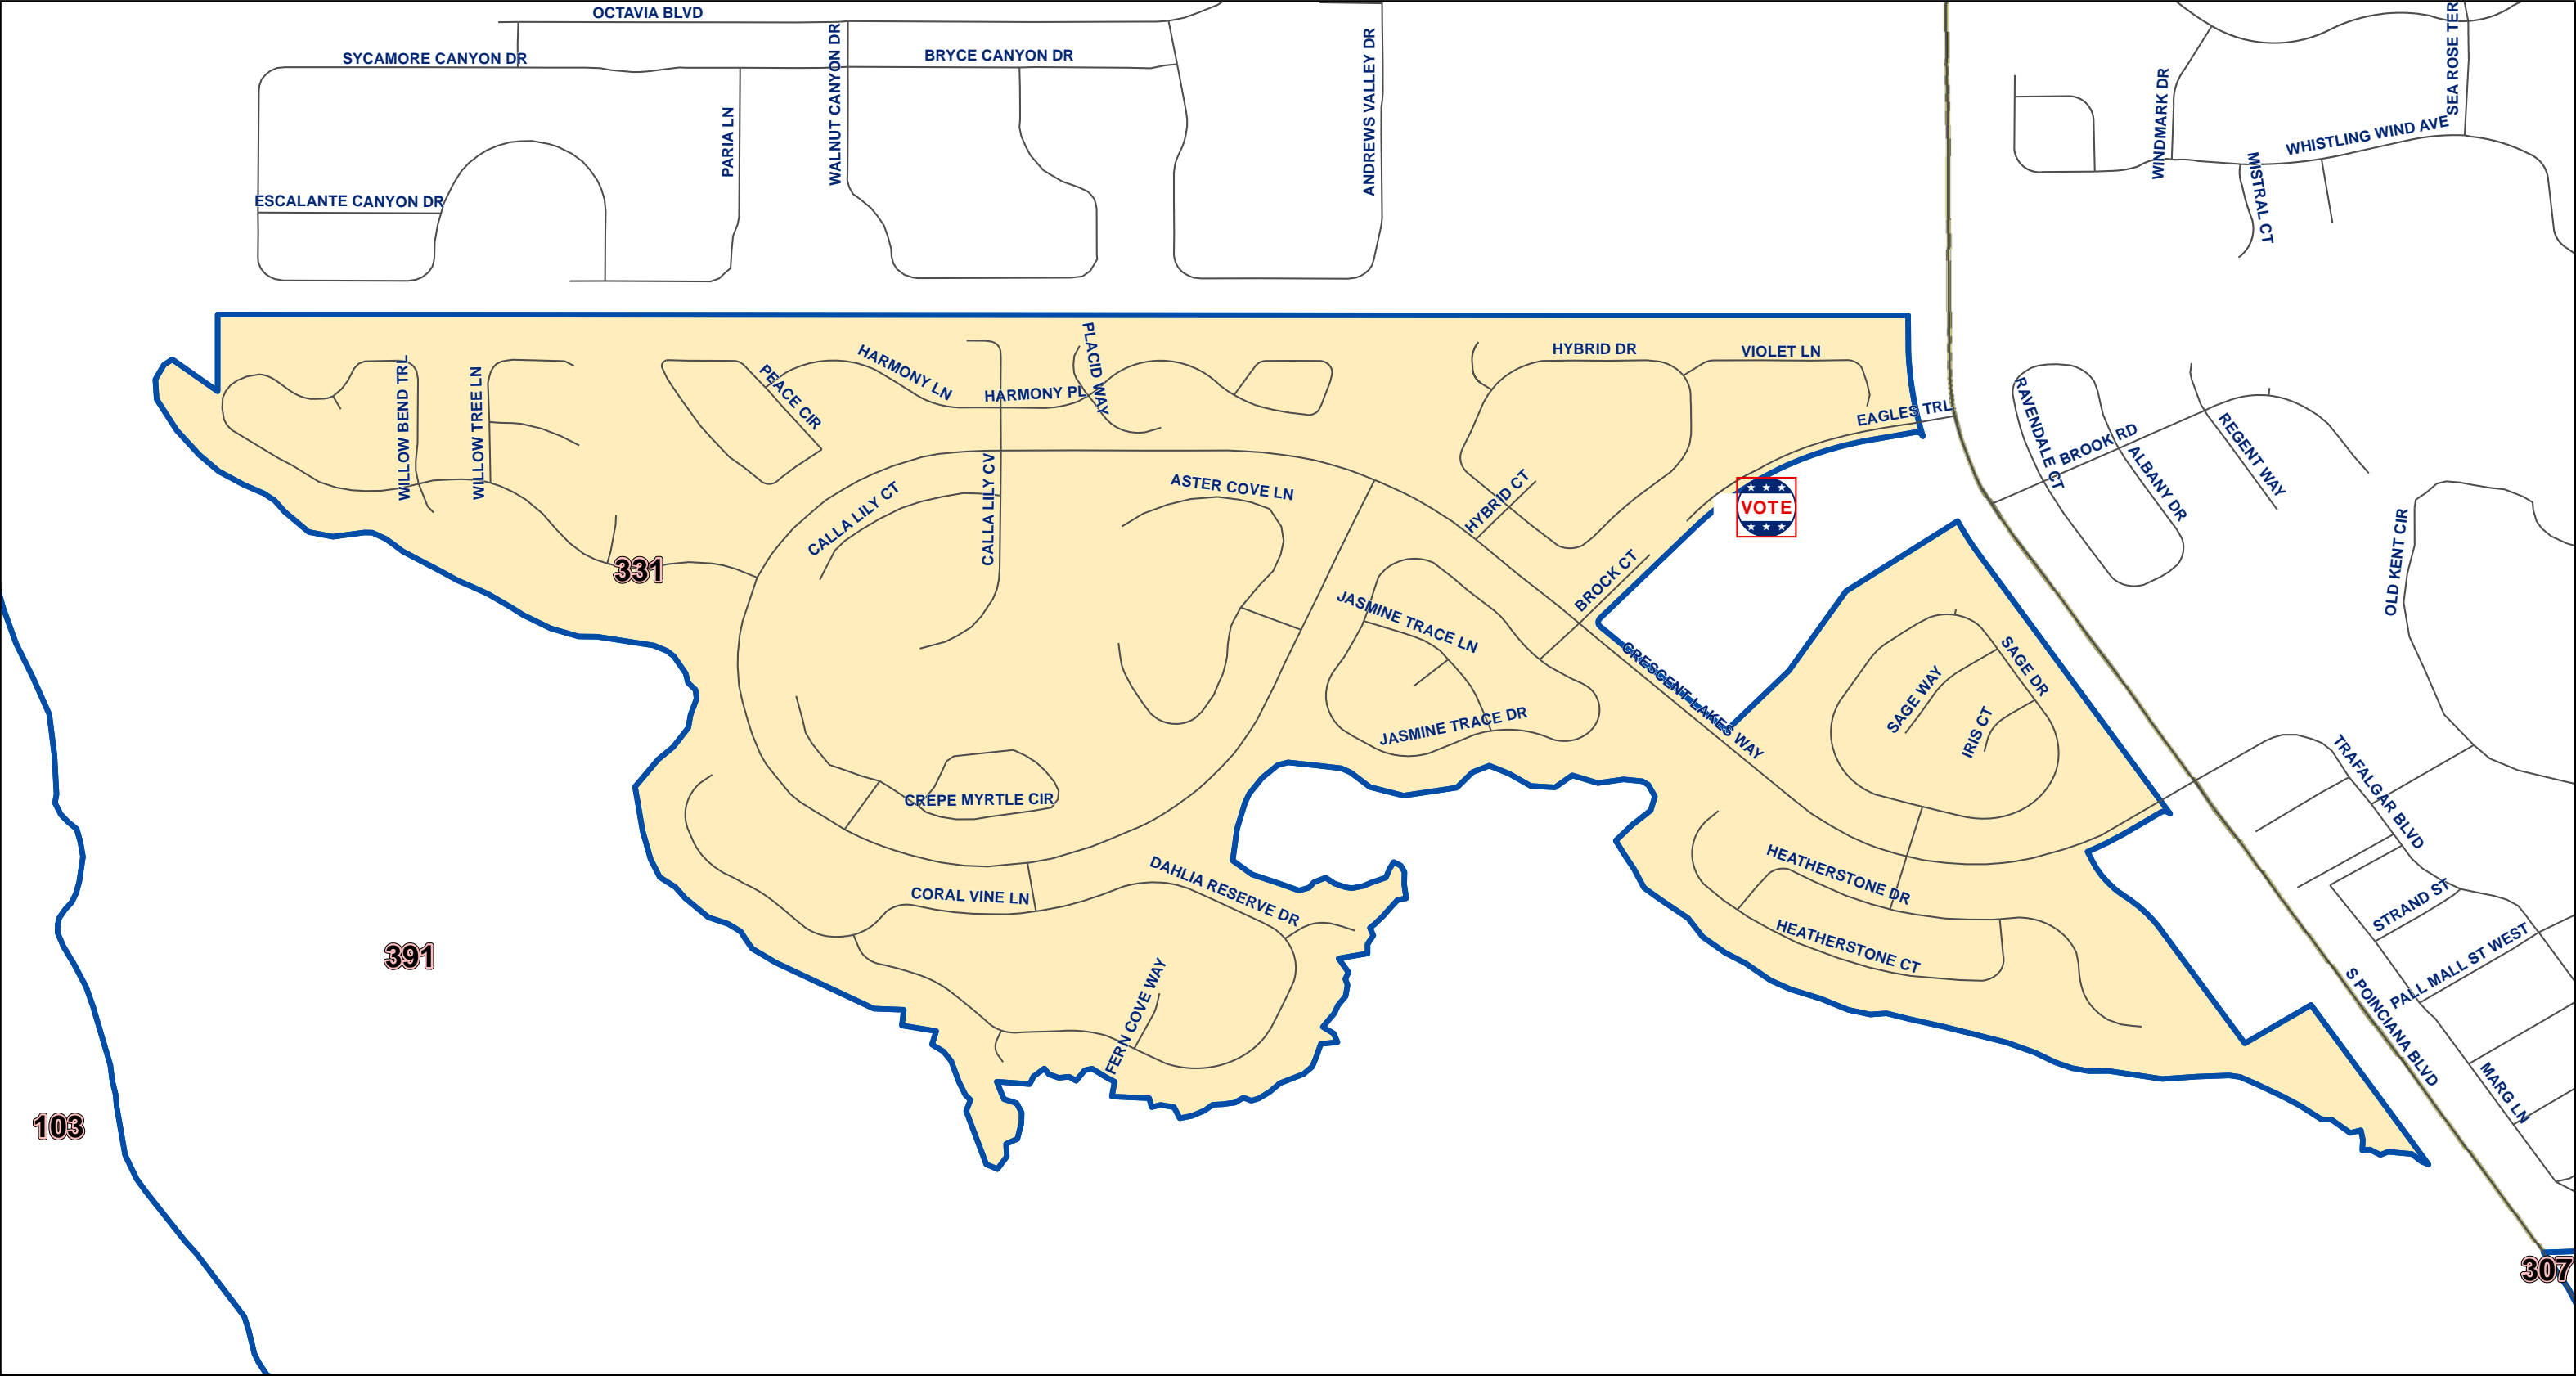 OCTAVIA BLVD
SYCAMORE CANYON DR
BRYCE CANYON DR
WALNUT CANYON DR
ANDREWS VALLEY DR
PARIA LN
ESCALANTE CANYON DR
SEA ROSE TER
WINDMARK DR
WHISTLING WIND AVE
MISTRAL CT
PLACID WAY
HARMONY LN
HARMONY PL
HYBRID DR
VIOLET LN
WILLOW BEND TRL
WILLOW TREE LN
PEACE CIR
EAGLES TRL
RAVENDALE CT
BROOK RD
ALBANY DR
REGENT WAY
CALLA LILY CT
CALLA LILY CV
ASTER COVE LN
HYBRID CT
VOTE
OLD KENT CIR
331
BROCK CT
JASMINE TRACE LN
CRESCENT LAKES WAY
SAGE DR
SAGE WAY
IRIS CT
JASMINE TRACE DR
CREPE MYRTLE CIR
TRAFALGAR BLVD
DAHLIA RESERVE DR
CORAL VINE LN
HEATHERSTONE DR
HEATHERSTONE CT
STRAND ST
PALL MALL ST WEST
391
FERN COVE WAY
S POINCIANA BLVD
MARG LN
103
307